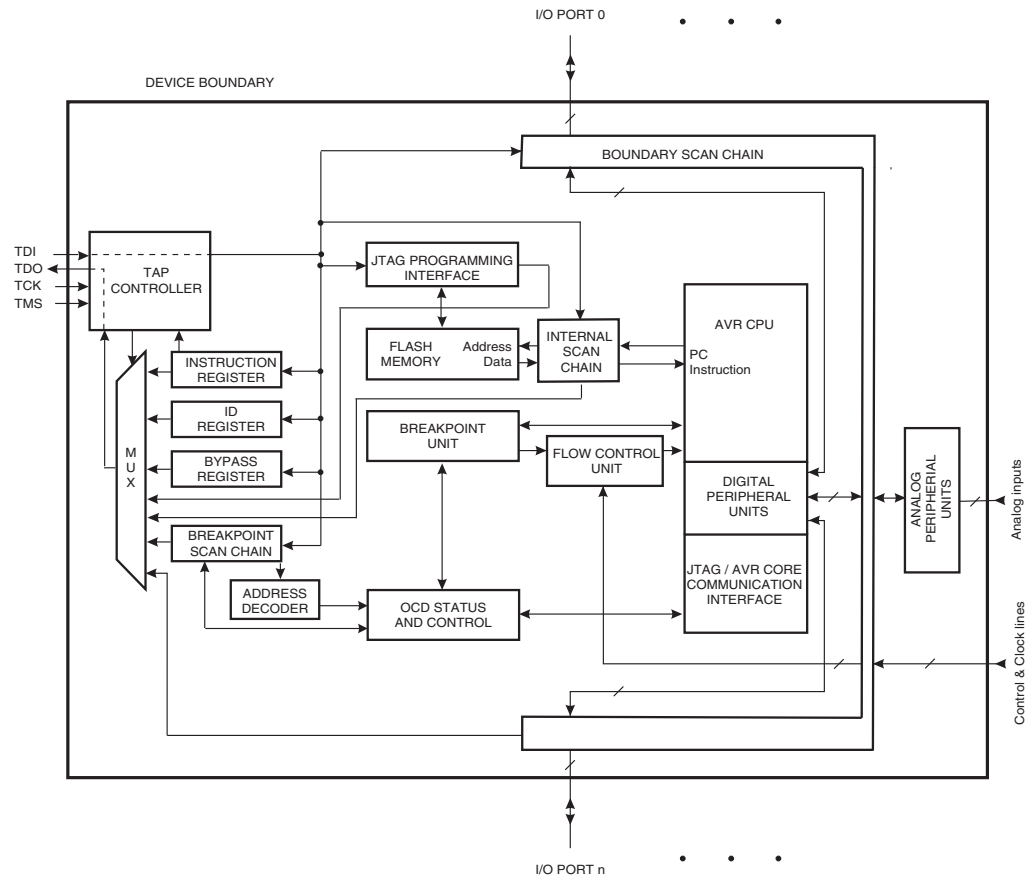 I/O PORT 0
DEVICE BOUNDARY
BOUNDARY SCAN CHAIN
TDI
TDO
TCK
TMS
TAP
CONTROLLER
JTAG PROGRAMMING
INTERFACE
AVR CPU
FLASH
MEMORY
Address
Data
INTERNAL
SCAN
CHAIN
PC
Instruction
INSTRUCTION
REGISTER
ID
REGISTER
BYPASS
REGISTER
MUX
BREAKPOINT
UNIT
FLOW CONTROL
UNIT
DIGITAL
PERIPHERAL
UNITS
ANALOG
PERIPHERIAL
UNITS
Analog inputs
BREAKPOINT
SCAN CHAIN
ADDRESS
DECODER
OCD STATUS
AND CONTROL
JTAG / AVR CORE
COMMUNICATION
INTERFACE
Control & Clock lines
I/O PORT n